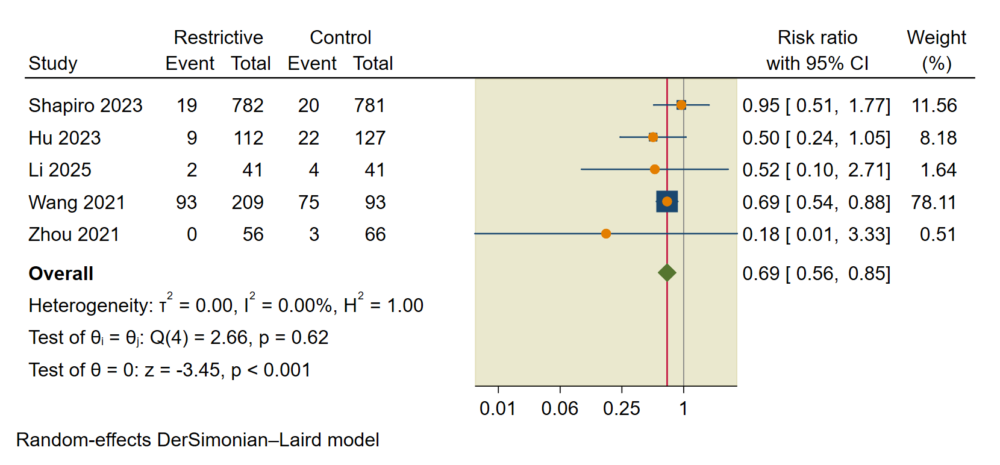 Restrictive Control Risk ratio Weight
Study Event Total Event Total with 95% CI (%)
Shapiro 2023 19 782 20 781 0.95 [ 0.51, 1.77] 11.56
Hu 2023 9 112 22 127 0.50 [ 0.24, 1.05] 8.18
Li 2025 2 41 4 41 0.52 [ 0.10, 2.71] 1.64
Wang 2021 93 209 75 93 0.69 [ 0.54, 0.88] 78.11
Zhou 2021 0 56 3 66 0.18 [ 0.01, 3.33] 0.51
Overall 0.69 [ 0.56, 0.85]
Heterogeneity: τ² = 0.00, I² = 0.00%, H² = 1.00
Test of θᵢ = θⱼ: Q(4) = 2.66, p = 0.62
Test of θ = 0: z = -3.45, p < 0.001
0.01 0.06 0.25 1
Random-effects DerSimonian–Laird model